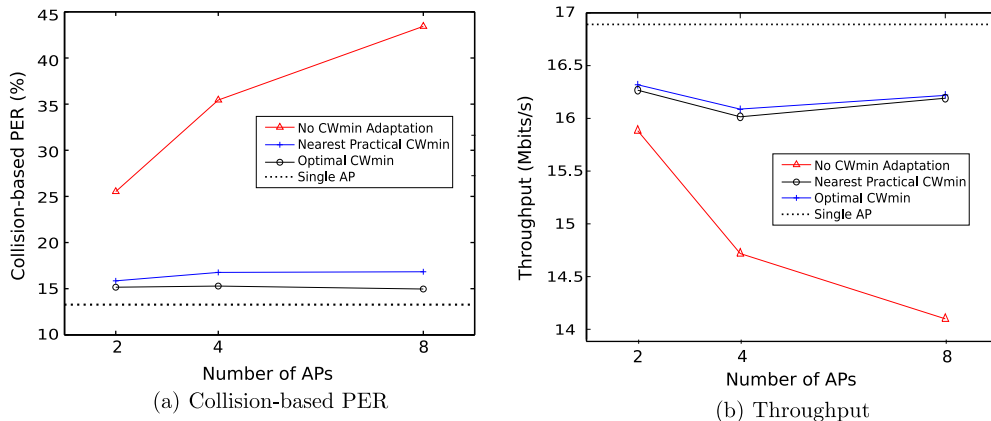 45
40
35
30
25
20
15
10
Collision-based PER (%)
No CWmin Adaptation
Nearest Practical CWmin
Optimal CWmin
Single AP
2
4
8
Number of APs
(a) Collision-based PER
17
16.5
16
15.5
15
14.5
14
Throughput (Mbits/s)
No CWmin Adaptation
Nearest Practical CWmin
Optimal CWmin
Single AP
2
4
8
Number of APs
(b) Throughput